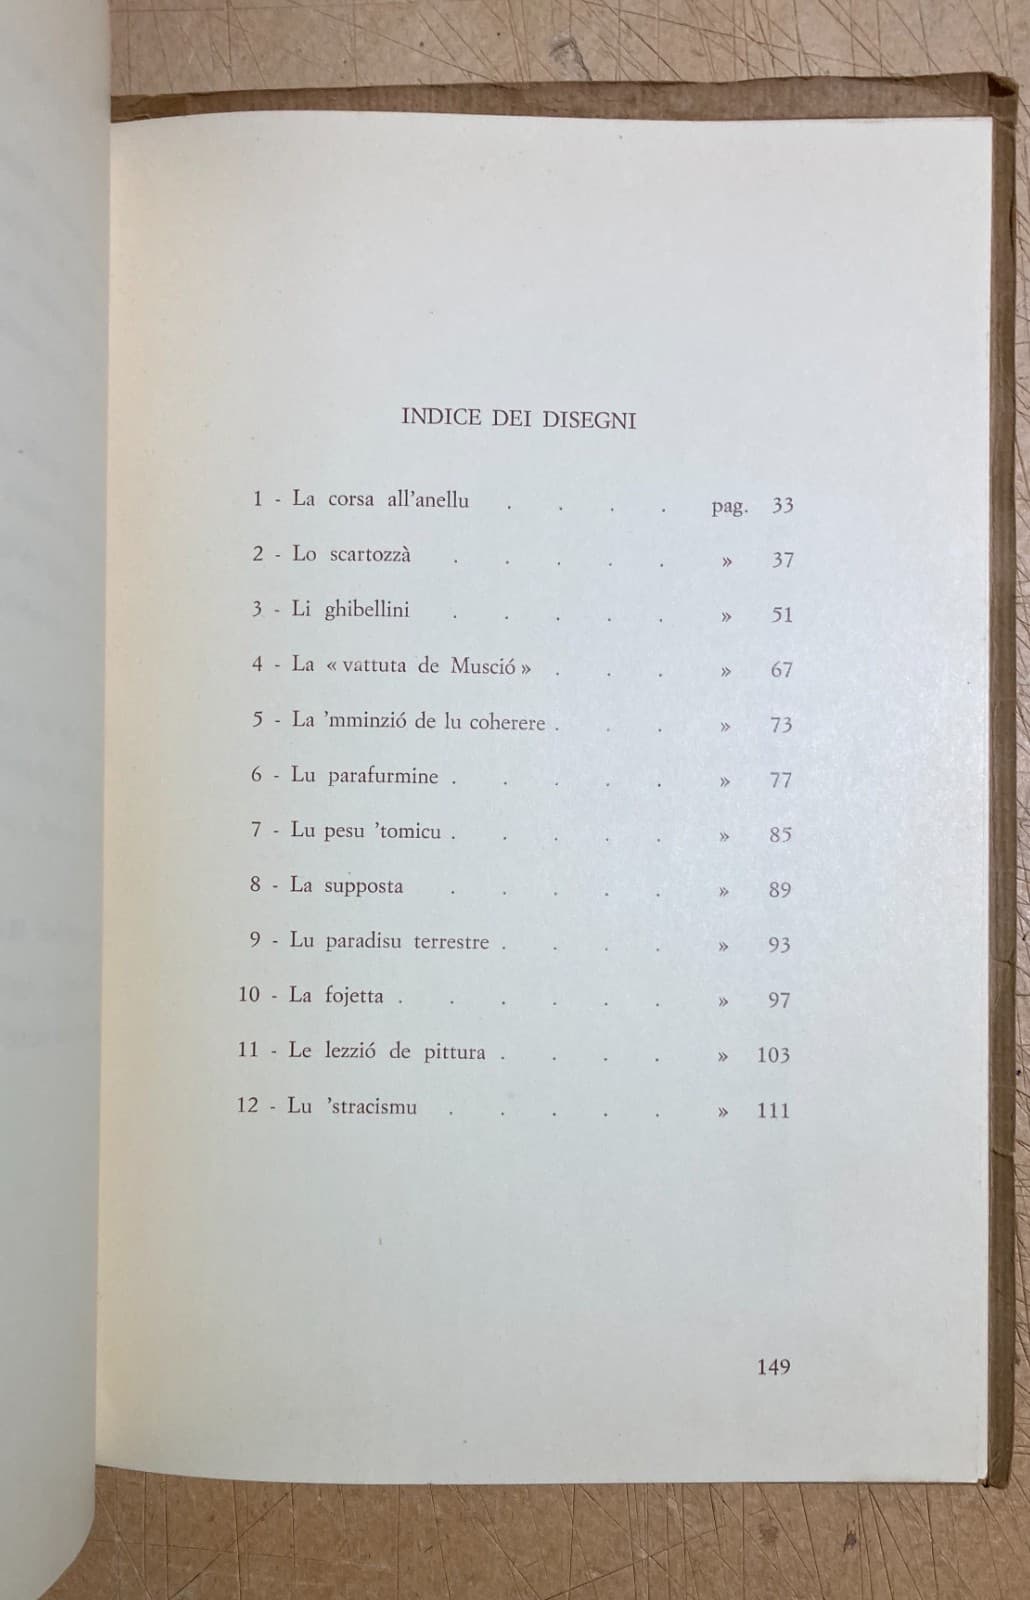 INDICE DEI DISEGNI
1 - La corsa all'anellu . . . . pag. 33
2 - Lo scartozzà . . . . . » 37
3 - Li ghibellini . . . . . » 51
4 - La « vattuta de Musció » . . . » 67
5 - La 'mminzió de lu coherere . . . » 73
6 - Lu parafurmine . . . . . » 77
7 - Lu pesu 'tomicu . . . . . » 85
8 - La supposta . . . . . » 89
9 - Lu paradisu terrestre . . . . » 93
10 - La fojetta . . . . . . » 97
11 - Le lezzió de pittura . . . . » 103
12 - Lu 'stracismu . . . . . » 111
149